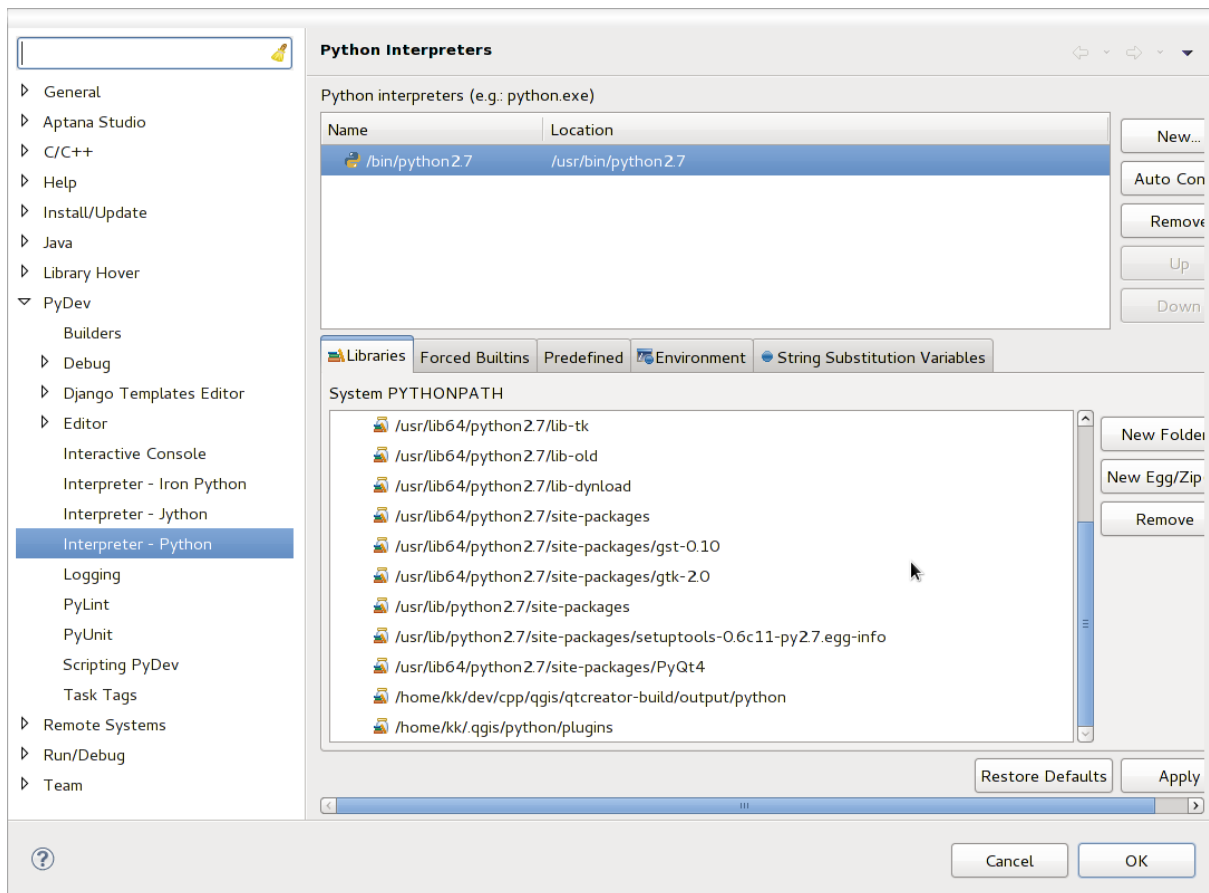 General
Aptana Studio
C/C++
Help
Install/Update
Java
Library Hover
PyDev
Builders
Debug
Django Templates Editor
Editor
Interactive Console
Interpreter - Iron Python
Interpreter - Jython
Interpreter - Python
Logging
PyLint
PyUnit
Scripting PyDev
Task Tags
Remote Systems
Run/Debug
Team
Python Interpreters
Python interpreters (e.g.: python.exe)
Name Location
/bin/python2.7 /usr/bin/python2.7
New...
Auto Con
Remove
Up
Down
Libraries Forced Builtins Predefined Environment String Substitution Variables
System PYTHONPATH
/usr/lib64/python2.7/lib-tk
/usr/lib64/python2.7/lib-old
/usr/lib64/python2.7/lib-dynload
/usr/lib64/python2.7/site-packages
/usr/lib64/python2.7/site-packages/gst-0.10
/usr/lib64/python2.7/site-packages/gtk-2.0
/usr/lib/python2.7/site-packages
/usr/lib/python2.7/site-packages/setuptools-0.6c11-py2.7.egg-info
/usr/lib64/python2.7/site-packages/PyQt4
/home/kk/dev/cpp/qgis/qtcreator-build/output/python
/home/kk/.qgis/python/plugins
New Folder
New Egg/Zip
Remove
Restore Defaults Apply
Cancel OK